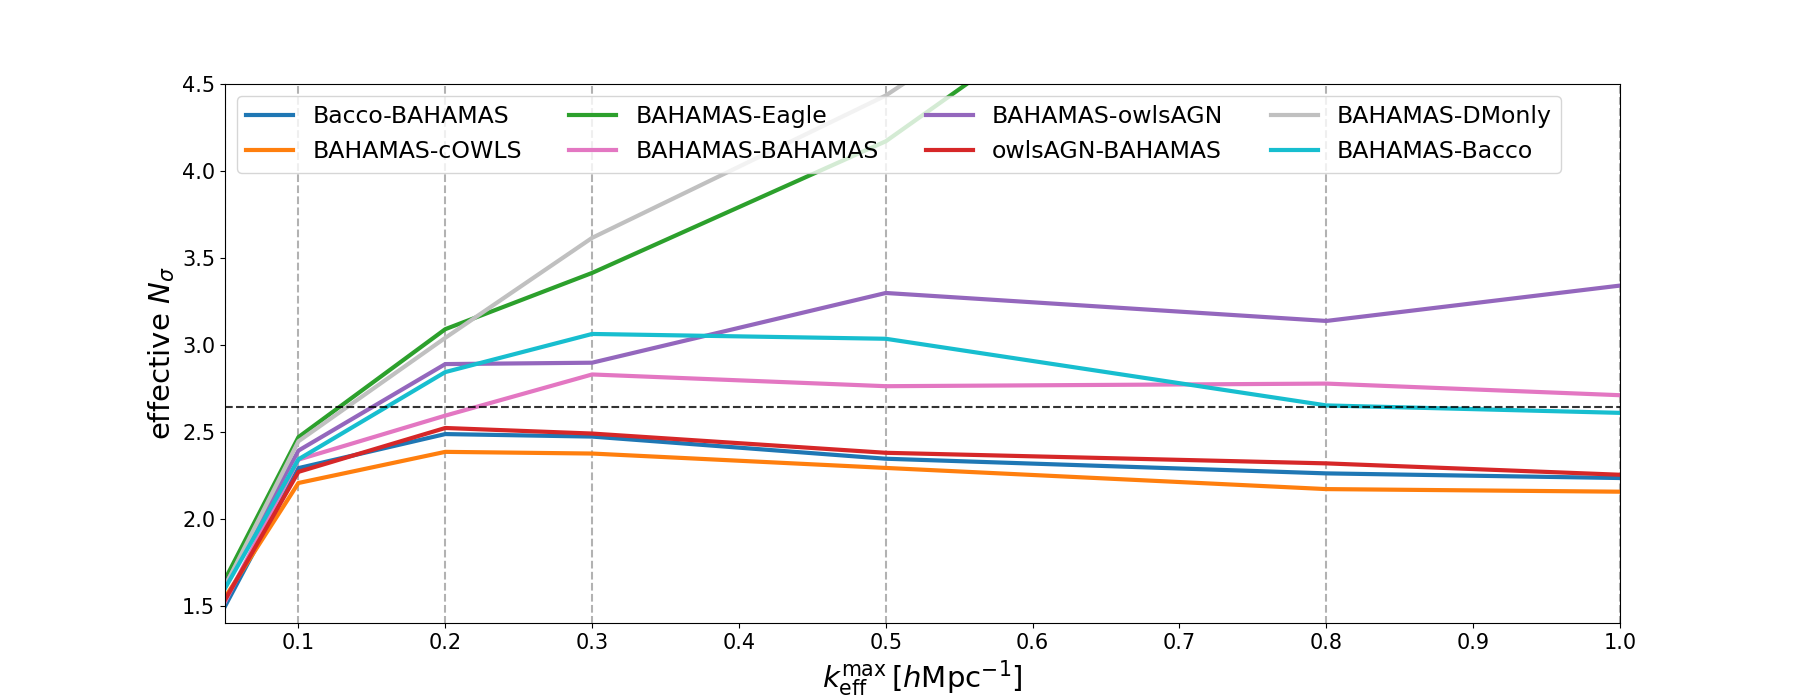 4.5
4.0
3.5
3.0
2.5
2.0
1.5
effective Nσ
Bacco-BAHAMAS BAHAMAS-Eagle BAHAMAS-owlsAGN BAHAMAS-DMonly
BAHAMAS-cOWLS BAHAMAS-BAHAMAS owlsAGN-BAHAMAS BAHAMAS-Bacco
0.1 0.2 0.3 0.4 0.5 0.6 0.7 0.8 0.9 1.0
k_eff^max [hMpc⁻¹]